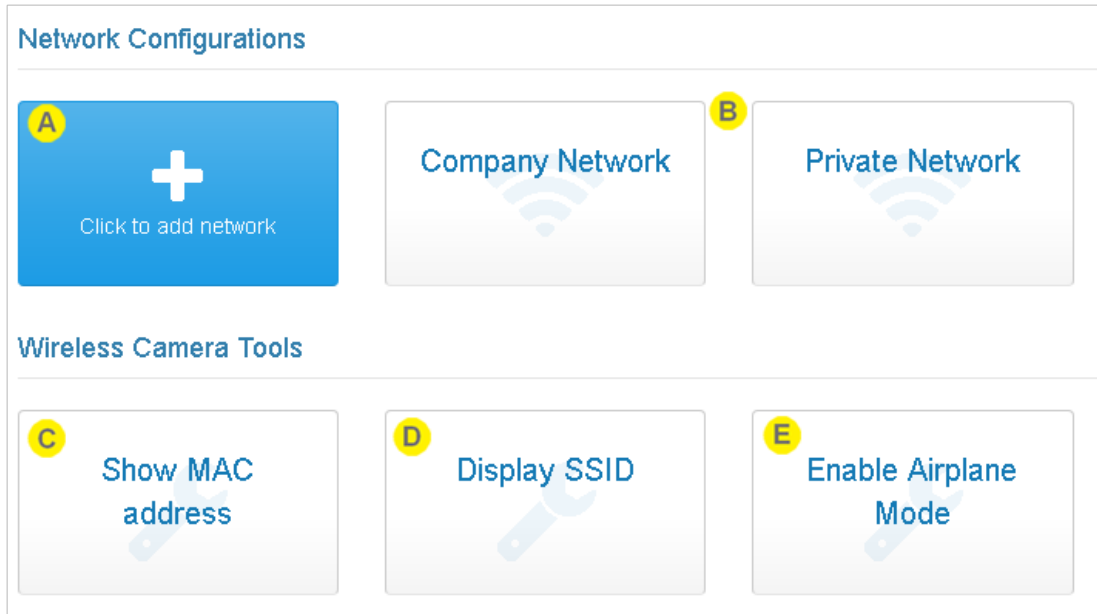 Network Configurations
A
Click to add network
Company Network
B
Private Network
Wireless Camera Tools
C
Show MAC
address
D
Display SSID
E
Enable Airplane
Mode